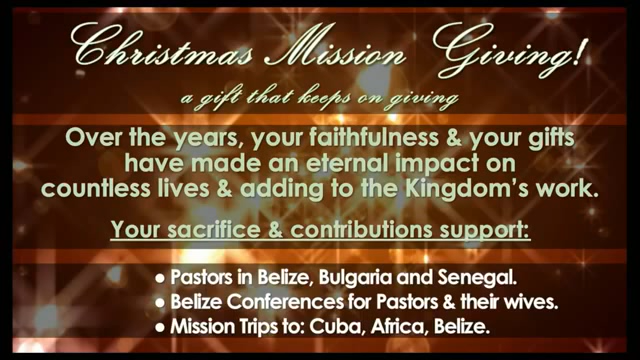 Christmas Mission Giving!
a gift that keeps on giving
Over the years, your faithfulness & your gifts
have made an eternal impact on
countless lives & adding to the Kingdom's work.
Your sacrifice & contributions support:
● Pastors in Belize, Bulgaria and Senegal.
● Belize Conferences for Pastors & their wives.
● Mission Trips to: Cuba, Africa, Belize.